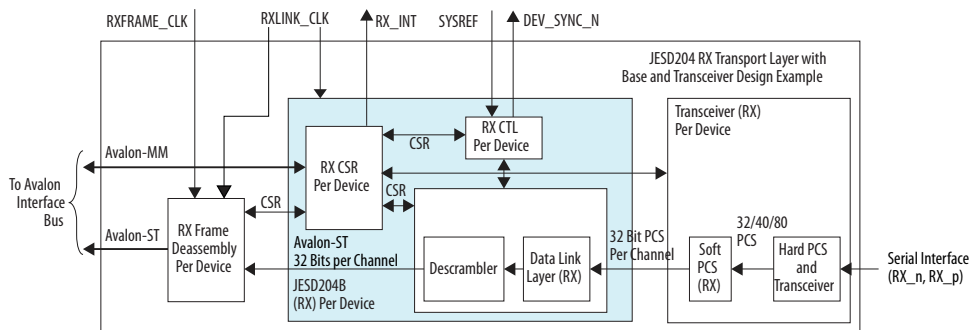 RXFRAME_CLK
RXLINK_CLK
RX_INT
SYSREF
DEV_SYNC_N
JESD204 RX Transport Layer with
Base and Transceiver Design Example
Transceiver (RX)
Per Device
RX CTL
Per Device
CSR
RX CSR
Per Device
Avalon-MM
To Avalon
Interface
Bus
CSR
CSR
Avalon-ST
RX Frame
Deassembly
Per Device
Avalon-ST
32 Bits per Channel
JESD204B
(RX) Per Device
Descrambler
Data Link
Layer (RX)
32 Bit PCS
Per Channel
32/40/80
PCS
Soft
PCS
(RX)
Hard PCS
and
Transceiver
Serial Interface
(RX_n, RX_p)